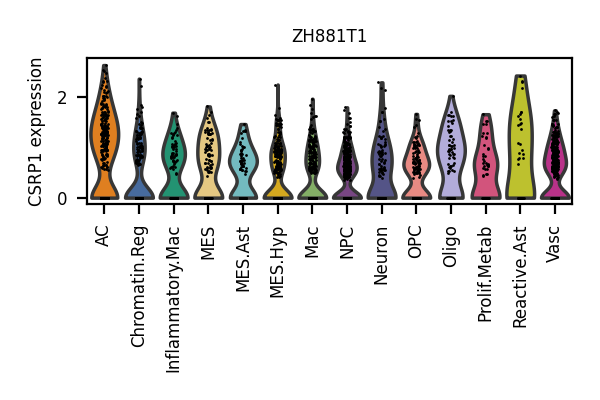 ZH881T1
CSRP1 expression
2
0
AC
Chromatin.Reg
Inflammatory.Mac
MES
MES.Ast
MES.Hyp
Mac
NPC
Neuron
OPC
Oligo
Prolif.Metab
Reactive.Ast
Vasc